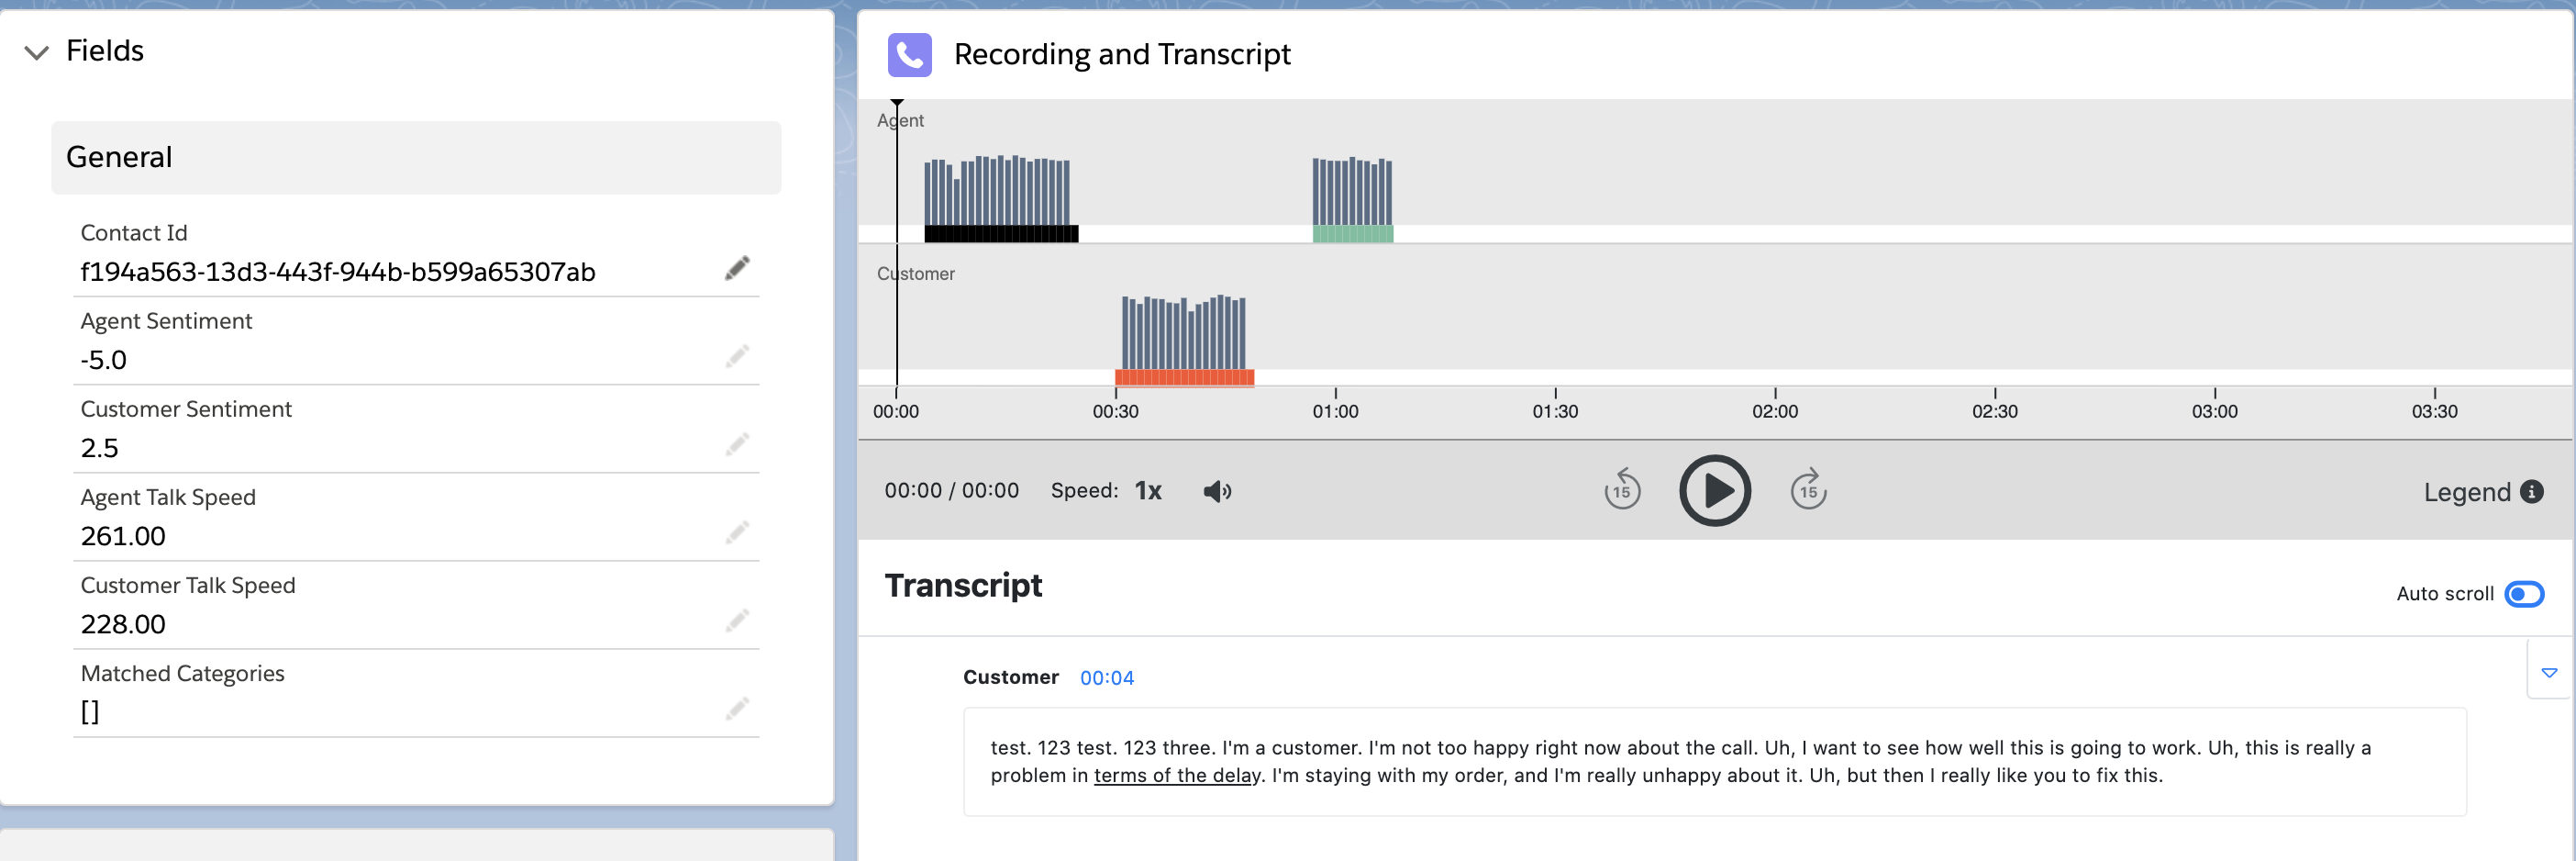 Fields
General
Contact Id
f194a563-13d3-443f-944b-b599a65307ab
Agent Sentiment
-5.0
Customer Sentiment
2.5
Agent Talk Speed
261.00
Customer Talk Speed
228.00
Matched Categories
[]
Recording and Transcript
Agent
Customer
00:00 00:30 01:00 01:30 02:00 02:30 03:00 03:30
00:00 / 00:00 Speed: 1x 15 15 Legend
Transcript
Auto scroll
Customer 00:04
test. 123 test. 123 three. I'm a customer. I'm not too happy right now about the call. Uh, I want to see how well this is going to work. Uh, this is really a
problem in terms of the delay. I'm staying with my order, and I'm really unhappy about it. Uh, but then I really like you to fix this.